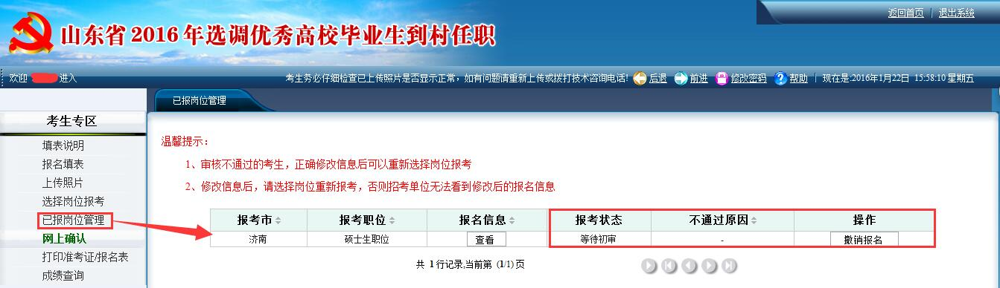 返回首页 | 退出系统
山东省2016年选调优秀高校毕业生到村任职
欢迎 进入 考生务必仔细检查已上传照片是否显示正常，如有问题请重新上传或拨打技术咨询电话! 后退 前进 修改密码 ? 帮助 | 现在是:2016年1月22日 15:58:10 星期五
已报岗位管理
考生专区
填表说明
报名填表
上传照片
选择岗位报考
已报岗位管理
网上确认
打印准考证/报名表
成绩查询
温馨提示：
1、审核不通过的考生，正确修改信息后可以重新选择岗位报考
2、修改信息后，请选择岗位重新报考，否则招考单位无法看到修改后的报名信息
报考市 报考职位 报名信息 报考状态 不通过原因 操作
济南 硕士生职位 查看 等待初审 - 撤销报名
共 1行记录,当前第 (1/1)页